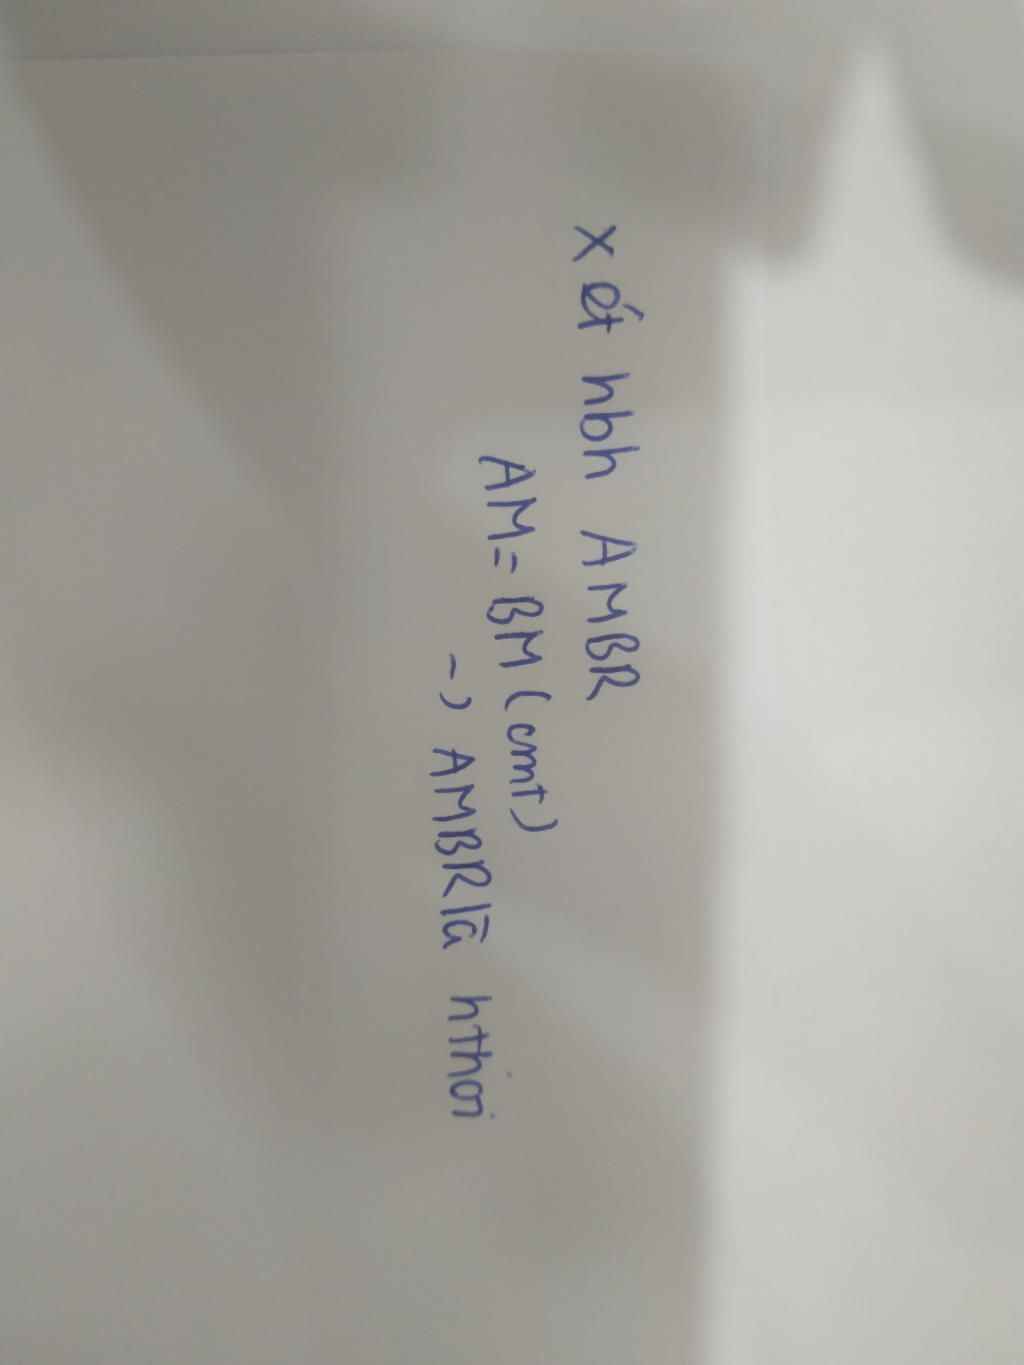 xét hbh AMBR
AM = BM (cmt)
-> AMBR là hthoi